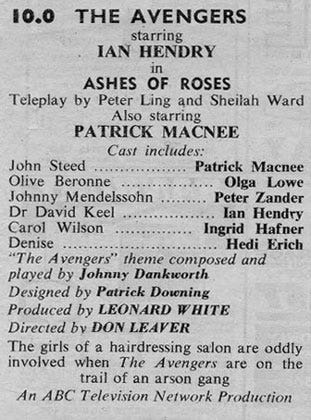 10.0 THE AVENGERS
starring
IAN HENDRY
in
ASHES OF ROSES
Teleplay by Peter Ling and Sheilah Ward
Also starring
PATRICK MACNEE
Cast includes:
John Steed .................. Patrick Macnee
Olive Beronne .................. Olga Lowe
Johnny Mendelssohn ......... Peter Zander
Dr David Keel .................. Ian Hendry
Carol Wilson .................. Ingrid Hafner
Denise .............................. Hedi Erich
"The Avengers" theme composed and
played by Johnny Dankworth
Designed by Patrick Downing
Produced by LEONARD WHITE
Directed by DON LEAVER
The girls of a hairdressing salon are oddly
involved when The Avengers are on the
trail of an arson gang
An ABC Television Network Production